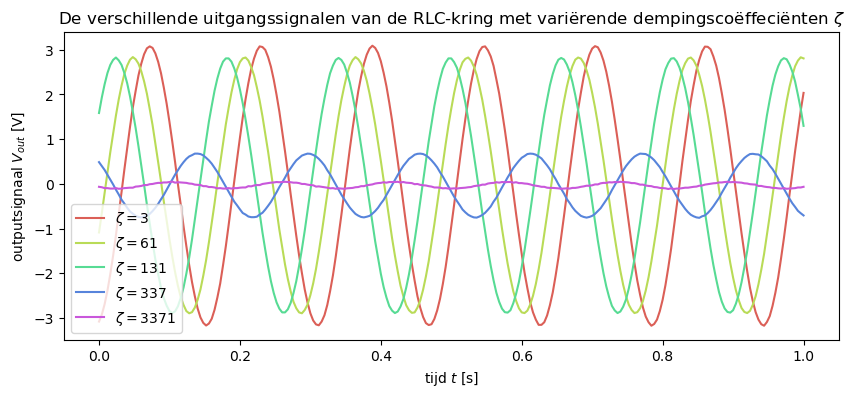 De verschillende uitgangssignalen van de RLC-kring met variërende dempingscoëffeciënten ζ
outputsignaal V_out [V]
3
2
1
0
−1
−2
−3
ζ = 3
ζ = 61
ζ = 131
ζ = 337
ζ = 3371
0.0 0.2 0.4 0.6 0.8 1.0
tijd t [s]